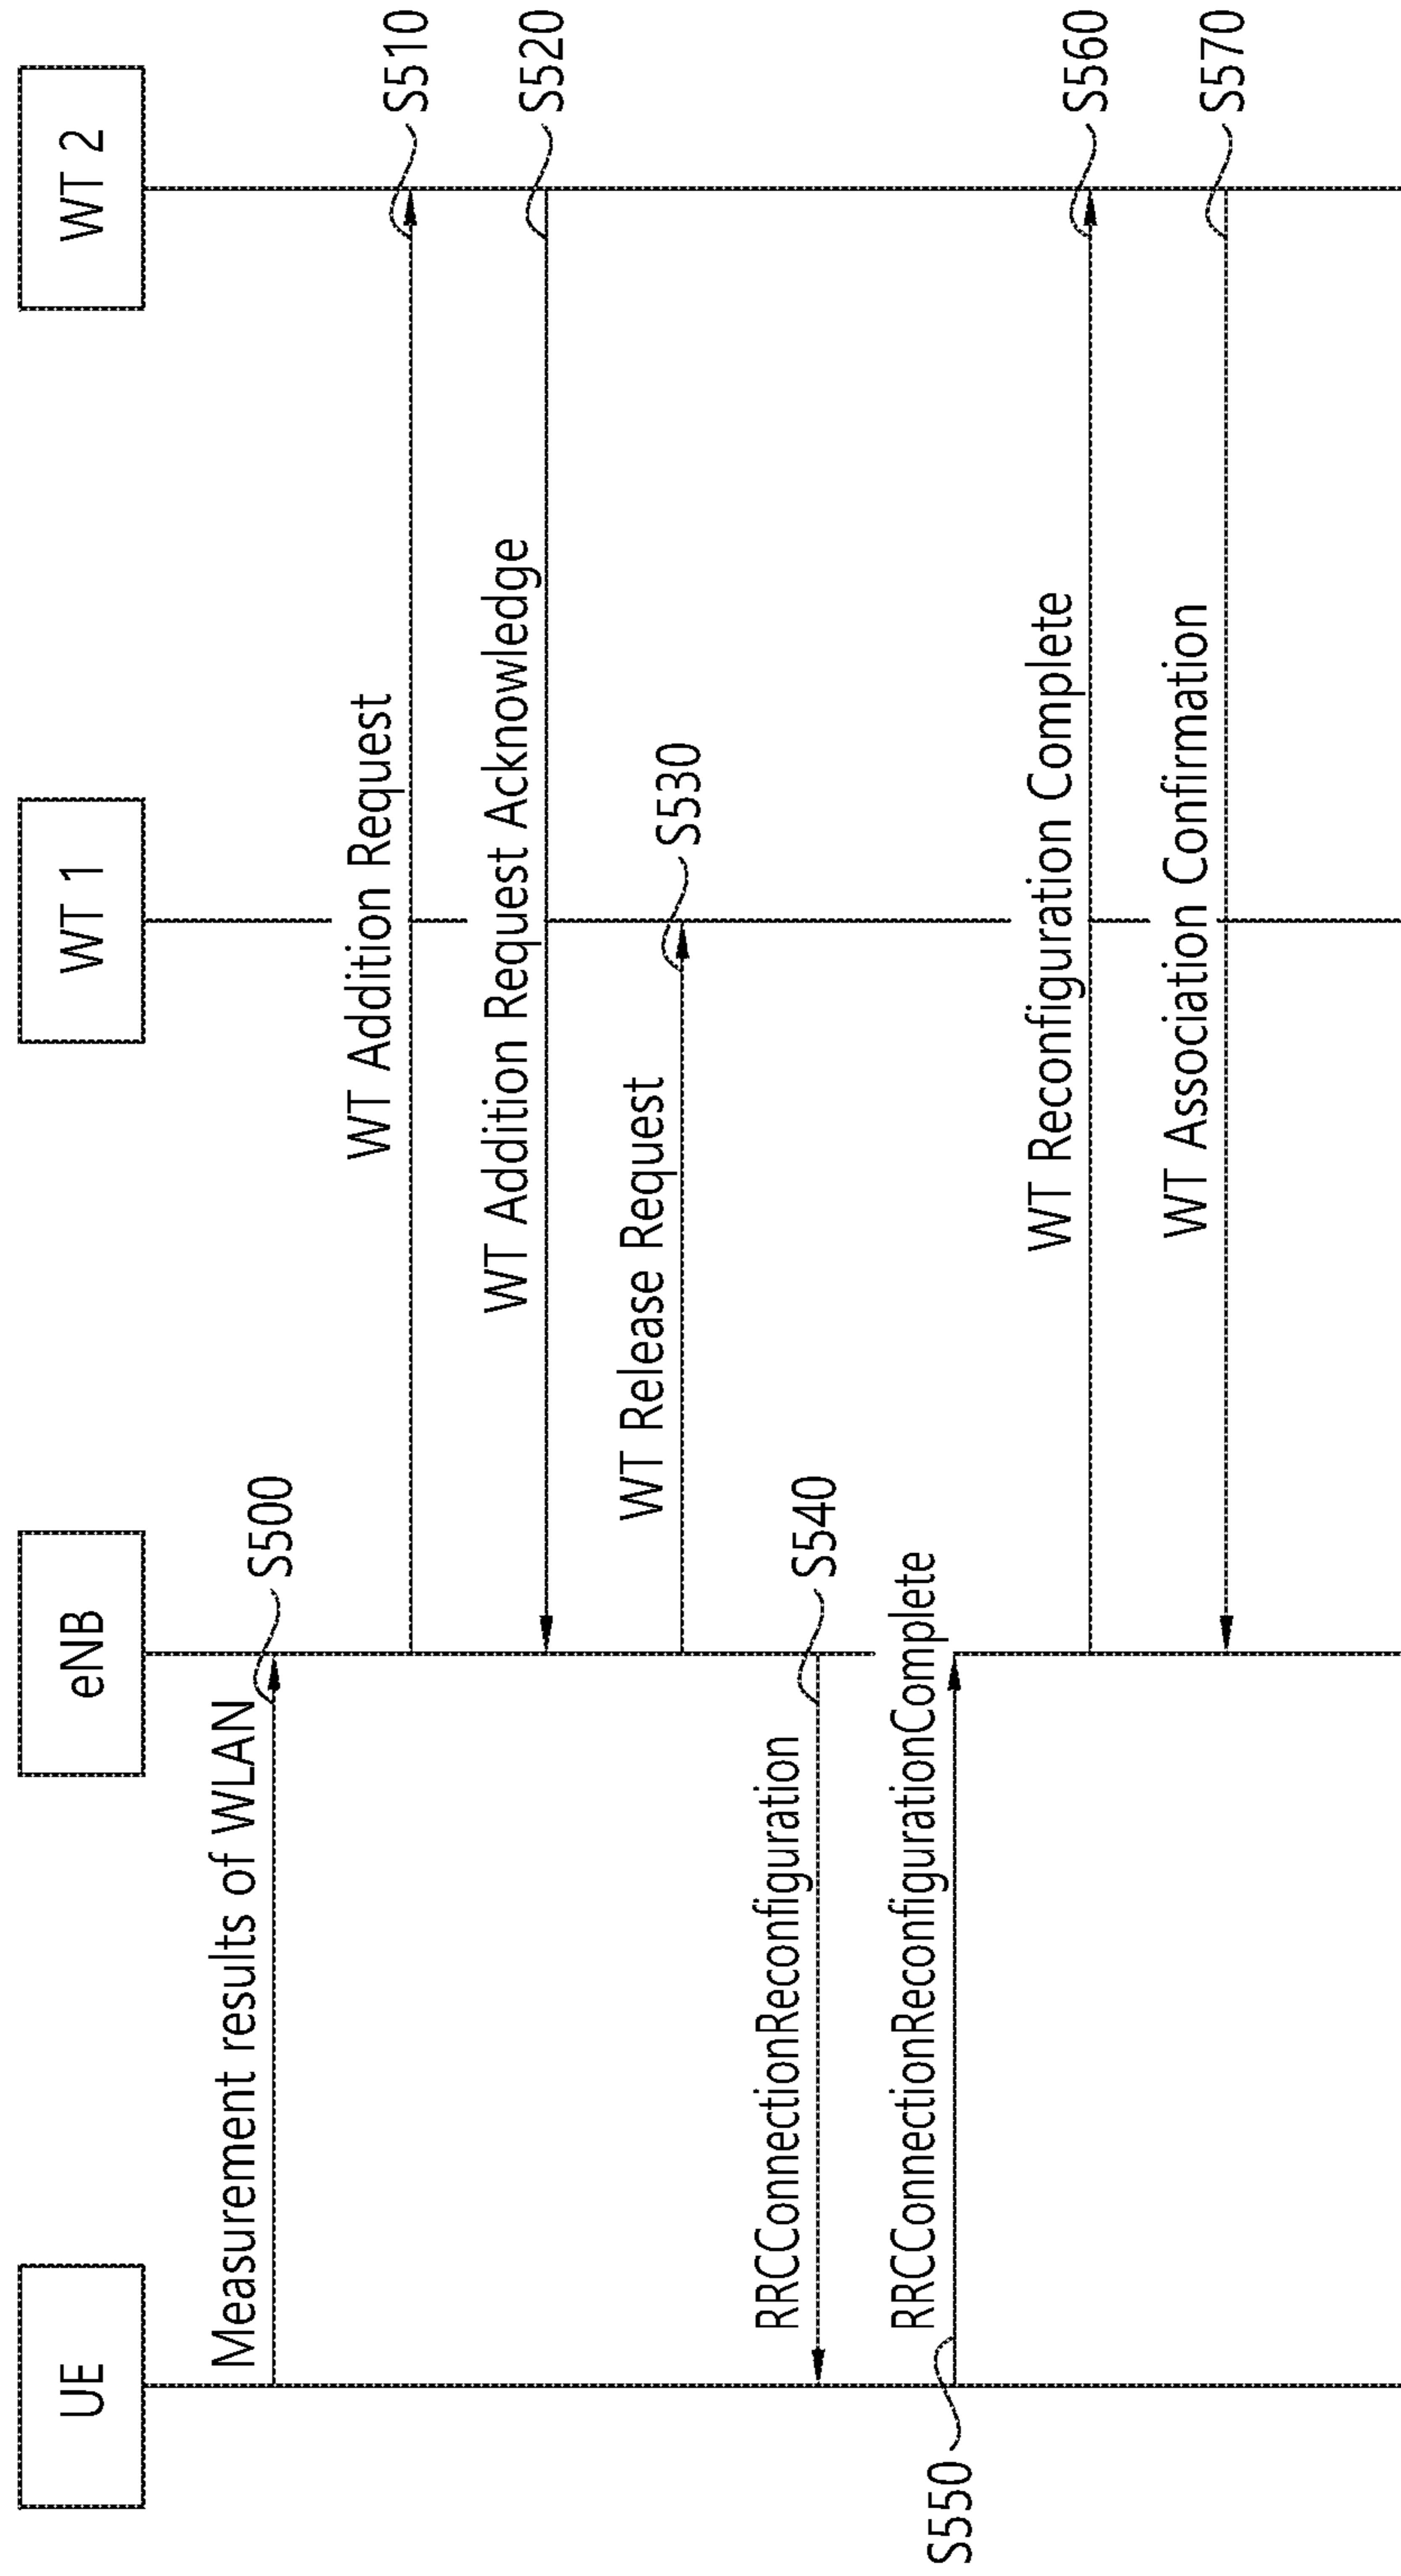 UE
eNB
WT 1
WT 2
Measurement results of WLAN
S500
WT Addition Request
S510
WT Addition Request Acknowledge
S520
WT Release Request
S530
RRCConnectionReconfiguration
S540
RRCConnectionReconfigurationComplete
S550
WT Reconfiguration Complete
S560
WT Association Confirmation
S570